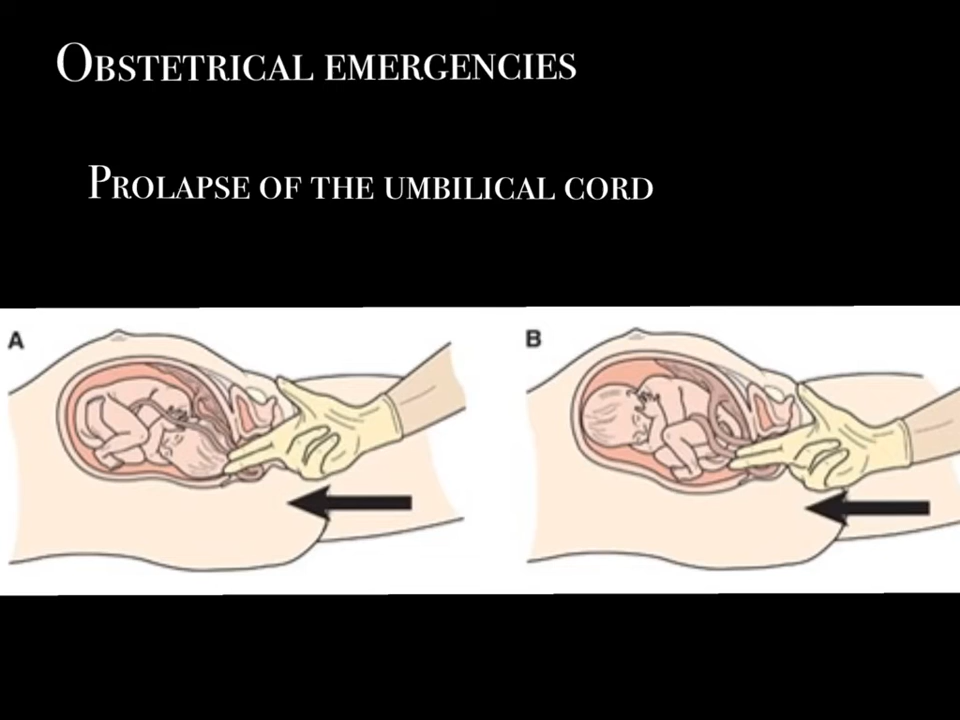 Obstetrical emergencies
Prolapse of the umbilical cord
A
B